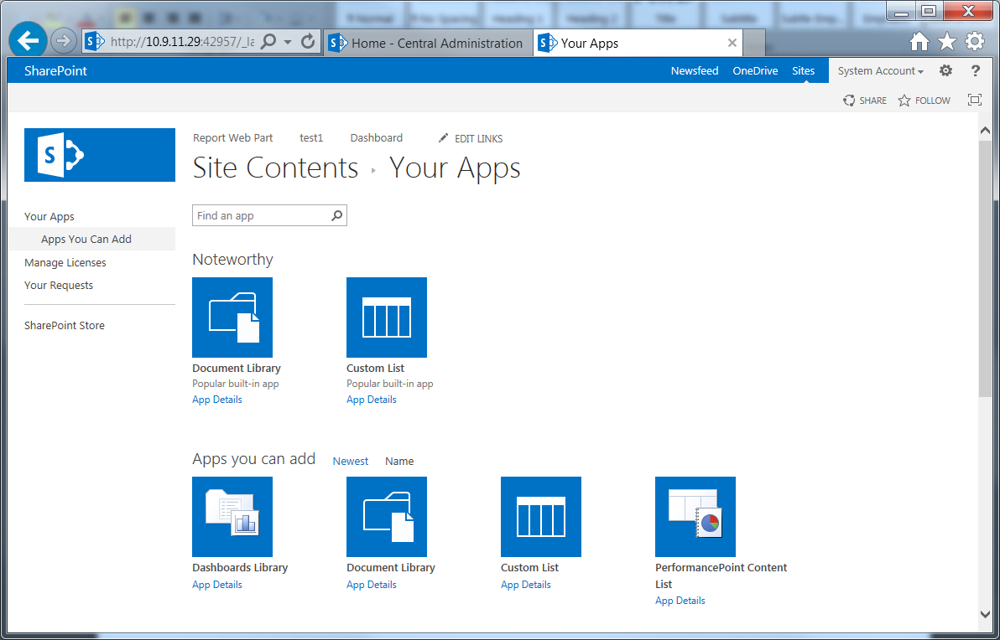 Heading 1
Title
http://10.9.11.29:42957/_la
Home - Central Administration
Your Apps
SharePoint
Newsfeed
OneDrive
Sites
System Account
?
SHARE
FOLLOW
S
Report Web Part
test1
Dashboard
EDIT LINKS
Site Contents
Your Apps
Your Apps
Apps You Can Add
Manage Licenses
Your Requests
SharePoint Store
Find an app
Noteworthy
Document Library
Popular built-in app
App Details
Custom List
Popular built-in app
App Details
Apps you can add
Newest
Name
Dashboards Library
App Details
Document Library
App Details
Custom List
App Details
PerformancePoint Content
List
App Details